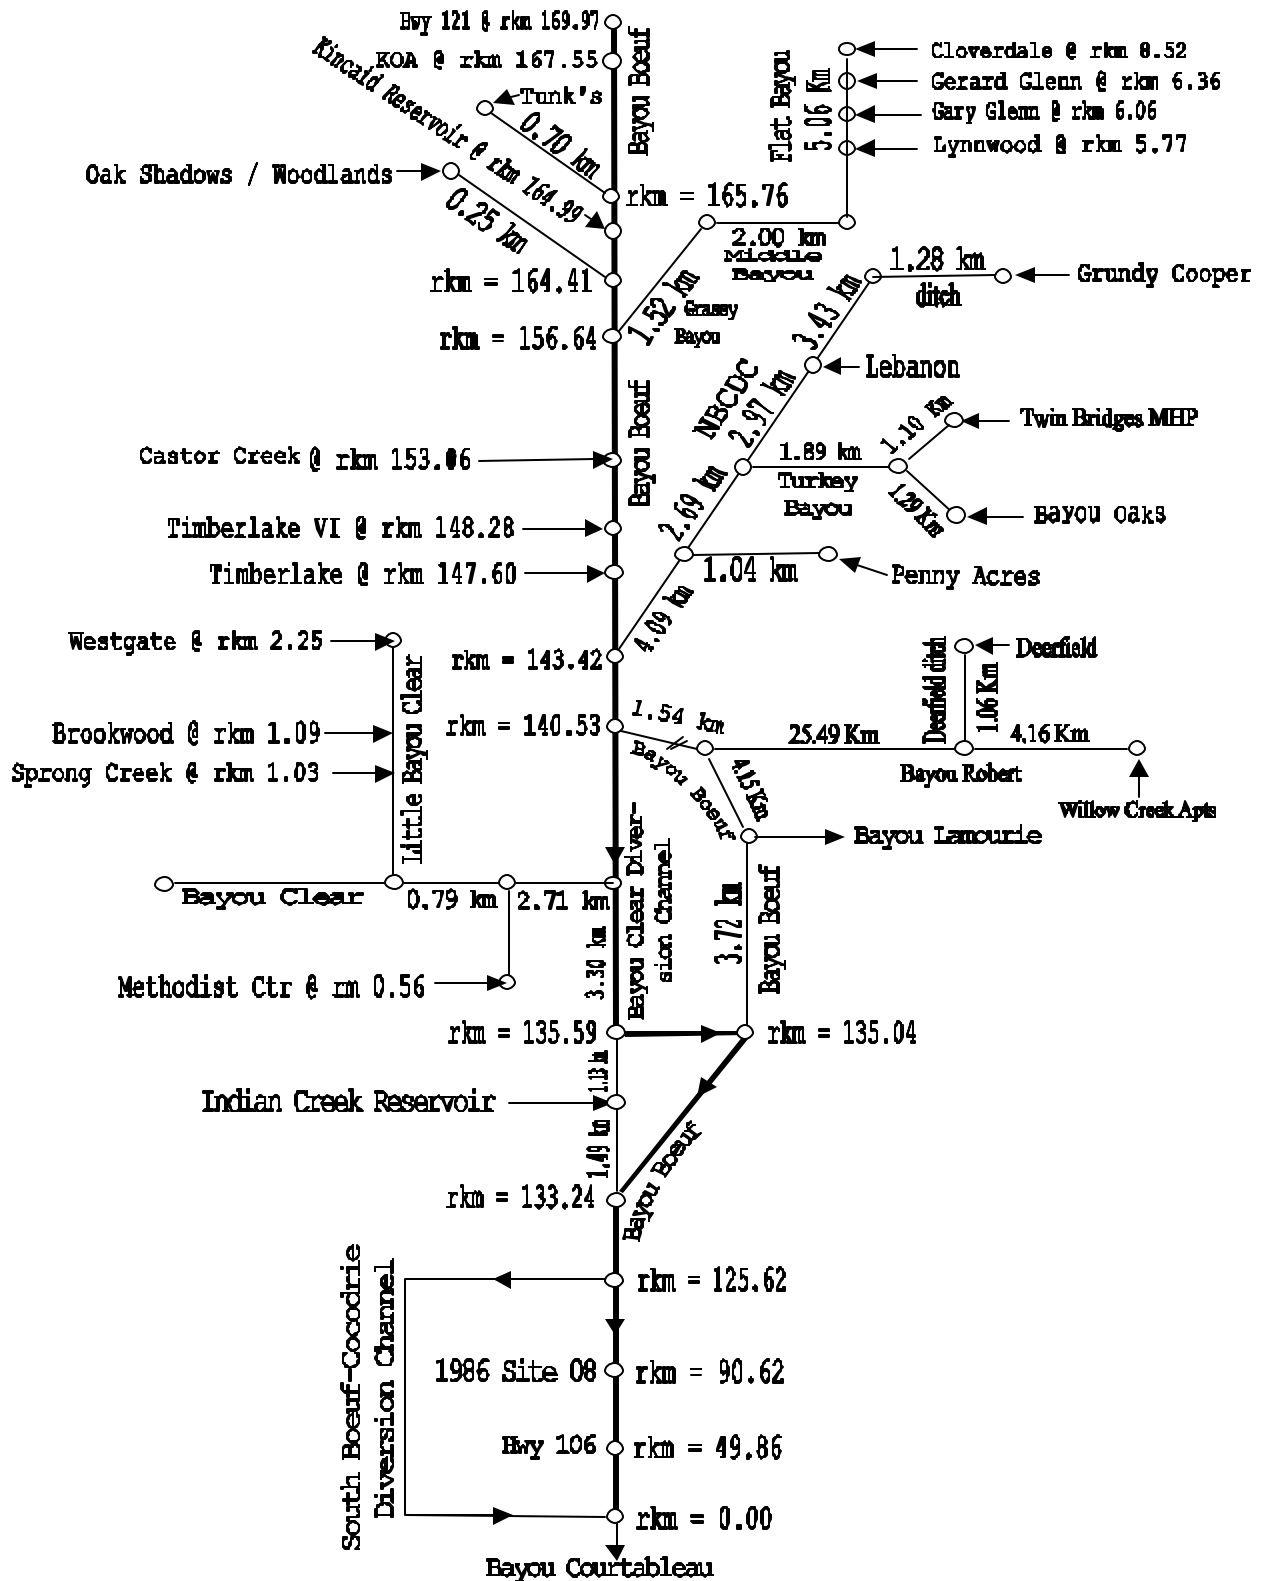 Hwy 121 @ rkm 169.97
KOA @ rkm 167.55
Kincaid Reservoir @ rkm 164.99
Tunk's
0.70 km
Bayou Boeuf
Flat Bayou
5.06 Km
Cloverdale @ rkm 8.52
Gerard Glenn @ rkm 6.36
Gary Glenn @ rkm 6.06
Lynnwood @ rkm 5.77
Oak Shadows / Woodlands
0.25 km
rkm = 165.76
2.00 km
Middle
Bayou
rkm = 164.41
1.52 km
Grassy
Bayou
1.28 km
ditch
Grundy Cooper
rkm = 156.64
3.43 km
Lebanon
NBCDC
2.97 km
Bayou Boeuf
1.10 Km
Twin Bridges MHP
Castor Creek @ rkm 153.06
1.89 km
Turkey
Bayou
1.29 Km
Bayou Oaks
2.69 km
Timberlake VI @ rkm 148.28
Timberlake @ rkm 147.60
1.04 km
Penny Acres
4.09 km
Westgate @ rkm 2.25
rkm = 143.42
Deerfield ditch
Deerfield
1.06 Km
Little Bayou Clear
Brookwood @ rkm 1.09
rkm = 140.53
1.54 km
25.49 Km
4.16 Km
Bayou Robert
Sprong Creek @ rkm 1.03
Bayou Boeuf
4.15 Km
Willow Creek Apts
Bayou Lamourie
Bayou Clear Diver-
sion Channel
Bayou Clear
0.79 km
2.71 km
3.72 km
Bayou Boeuf
3.30 km
Methodist Ctr @ rm 0.56
rkm = 135.59
rkm = 135.04
1.13 km
Indian Creek Reservoir
1.49 km
Bayou Boeuf
rkm = 133.24
South Boeuf-Cocodrie
Diversion Channel
rkm = 125.62
1986 Site 08
rkm = 90.62
Hwy 106
rkm = 49.86
rkm = 0.00
Bayou Courtableau